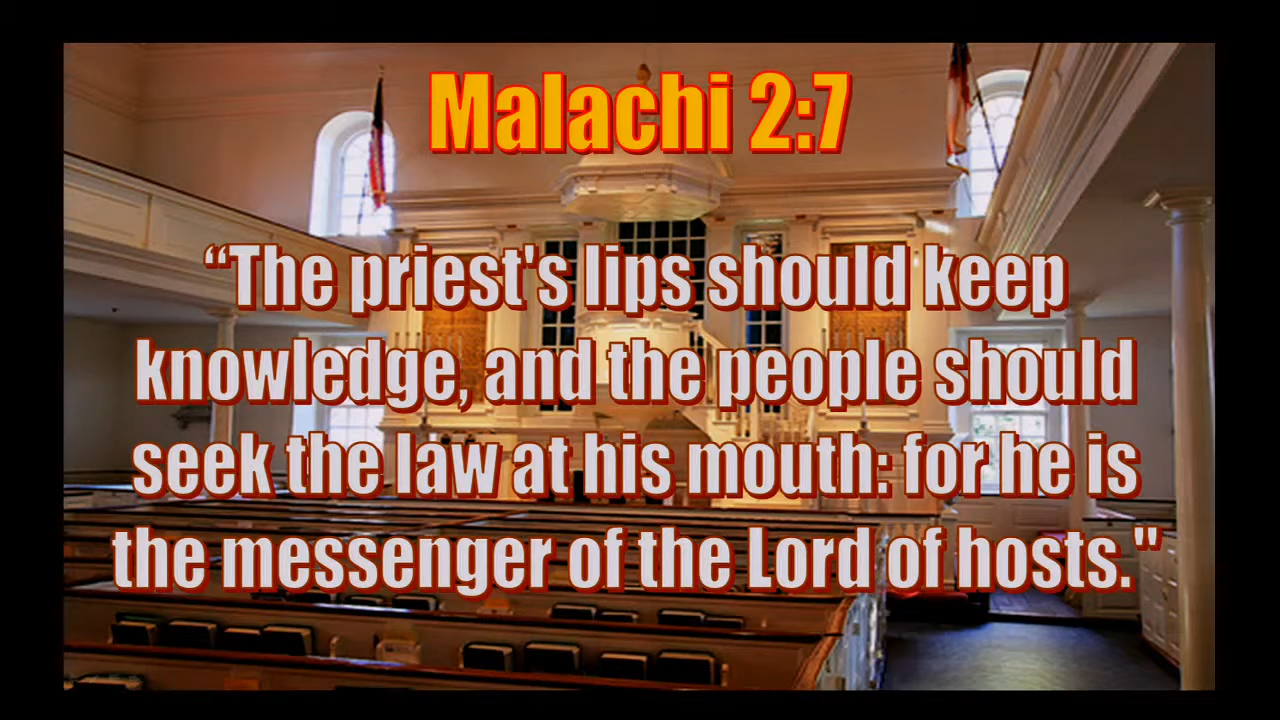 Malachi 2:7
“The priest's lips should keep
knowledge, and the people should
seek the law at his mouth: for he is
the messenger of the Lord of hosts."